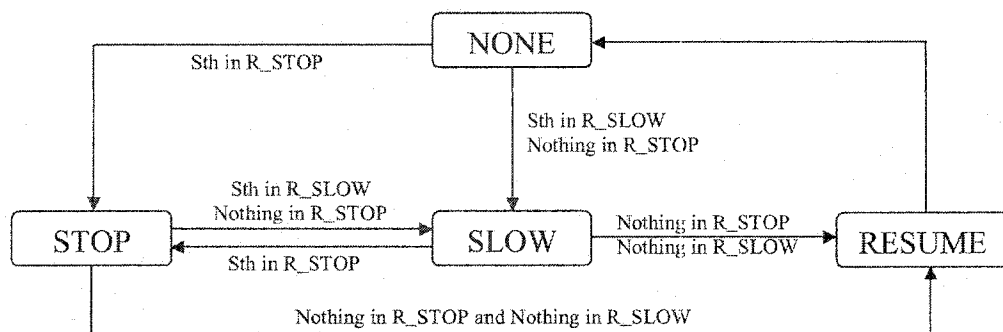 NONE
Sth in R_STOP
Sth in R_SLOW
Nothing in R_STOP
Sth in R_SLOW
Nothing in R_STOP
STOP
SLOW
Nothing in R_STOP
Nothing in R_SLOW
RESUME
Sth in R_STOP
Nothing in R_STOP and Nothing in R_SLOW